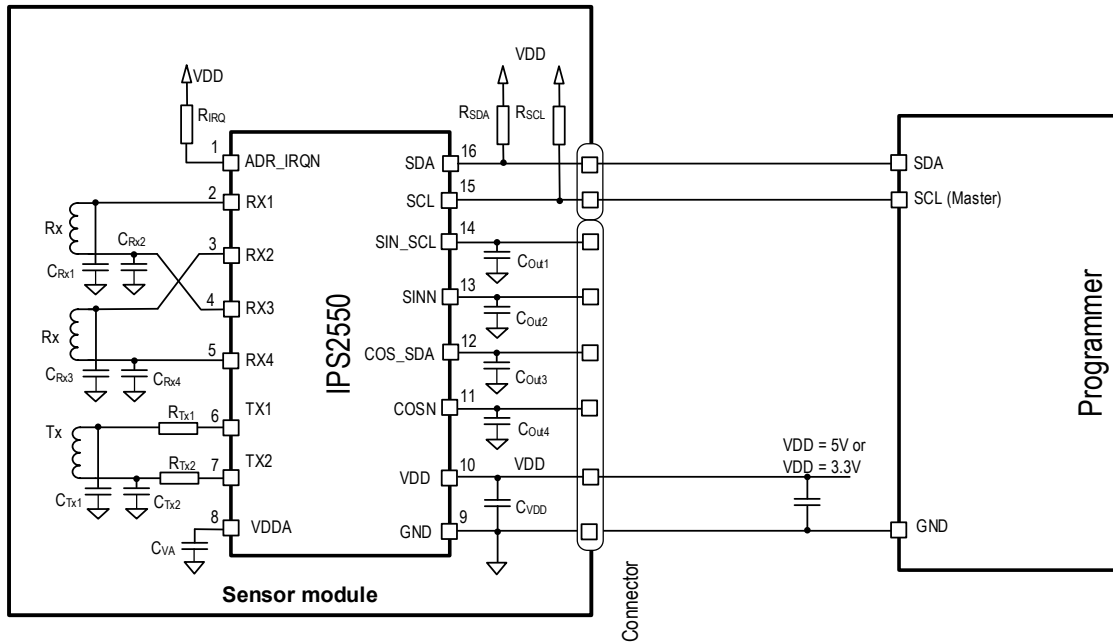 VDD
VDD
RIRQ
RSDA
RSCL
1
ADR_IRQN
SDA
16
SDA
2
RX1
SCL
15
SCL (Master)
Rx
CRx1
CRx2
3
RX2
SIN_SCL
14
COut1
4
RX3
SINN
13
COut2
Rx
CRx3
CRx4
5
RX4
COS_SDA
12
COut3
IPS2550
Programmer
TX1
6
RTx1
COSN
11
COut4
Tx
CTx1
CTx2
RTx2
7
TX2
VDD
10
VDD
VDD = 5V or
VDD = 3.3V
CVDD
8
VDDA
CVA
GND
9
GND
Sensor module
Connector